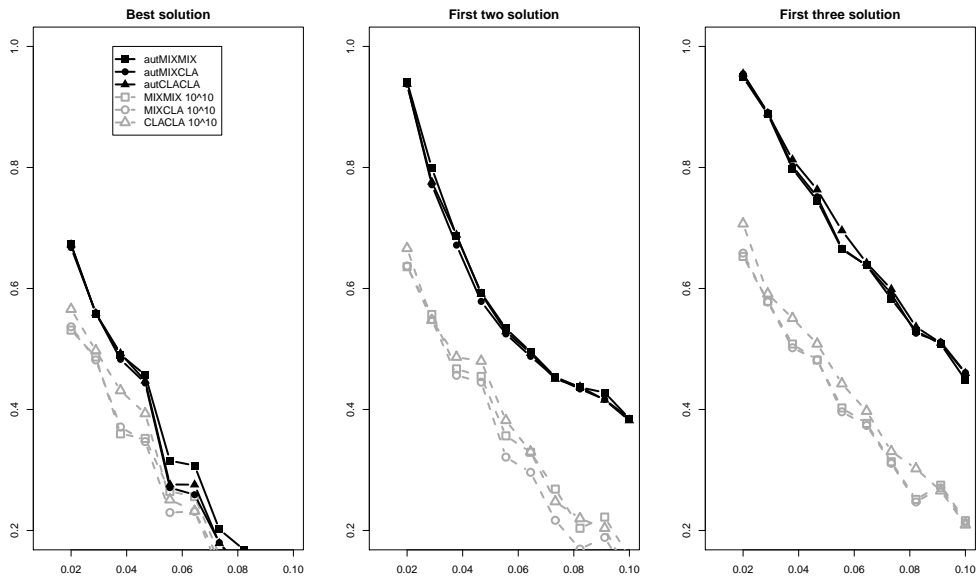 Best solution
First two solution
First three solution
autMIXMIX
autMIXCLA
autCLACLA
MIXMIX 10^10
MIXCLA 10^10
CLACLA 10^10
1.0
0.8
0.6
0.4
0.2
0.02 0.04 0.06 0.08 0.10
1.0
0.8
0.6
0.4
0.2
0.02 0.04 0.06 0.08 0.10
1.0
0.8
0.6
0.4
0.2
0.02 0.04 0.06 0.08 0.10